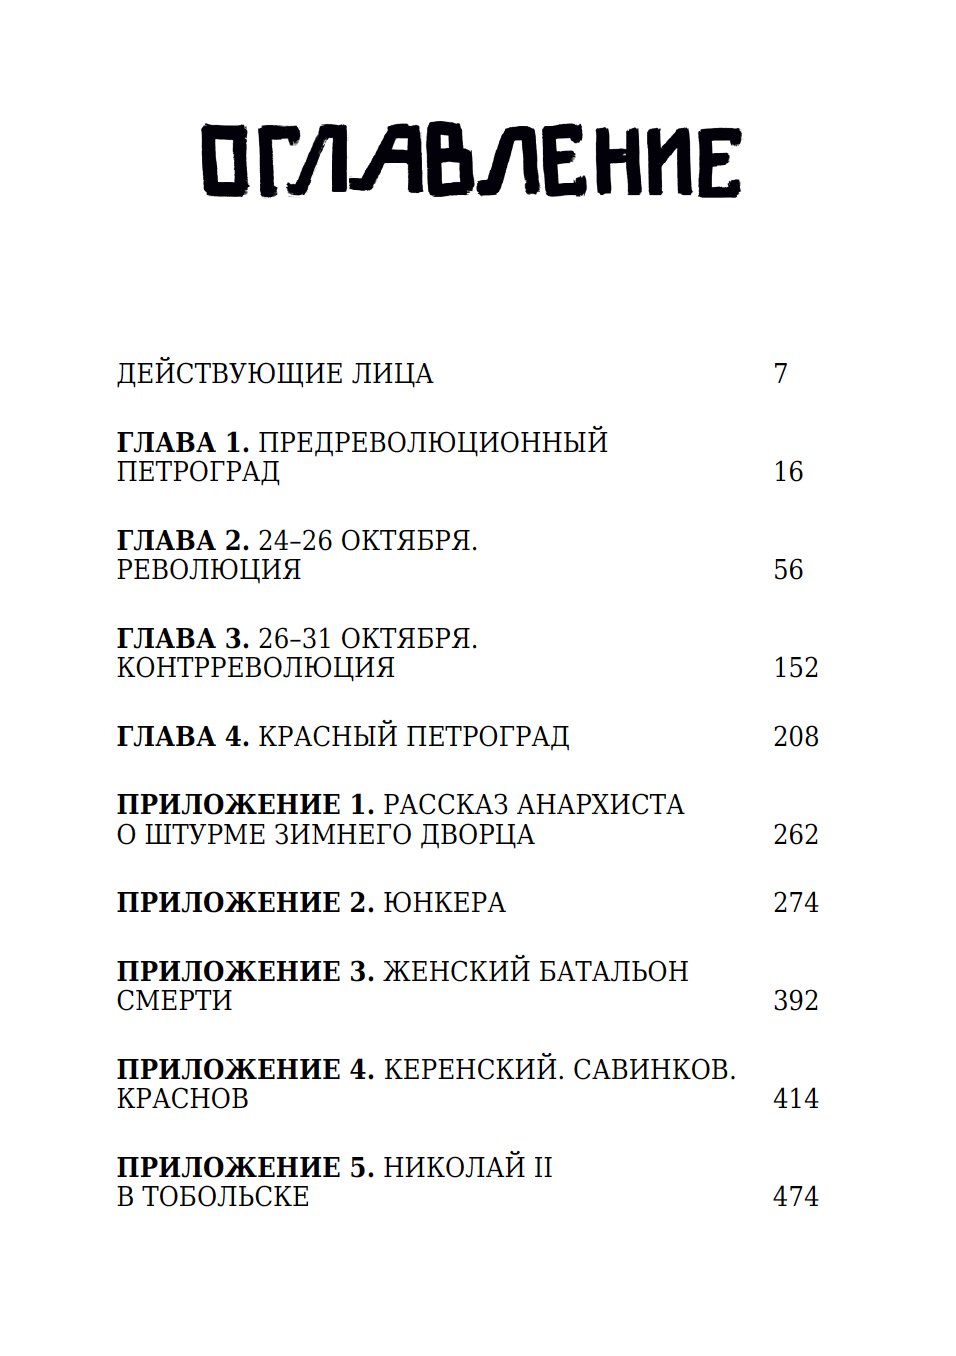 ОГЛАВЛЕНИЕ
ДЕЙСТВУЮЩИЕ ЛИЦА 7
ГЛАВА 1. ПРЕДРЕВОЛЮЦИОННЫЙ
ПЕТРОГРАД 16
ГЛАВА 2. 24–26 ОКТЯБРЯ.
РЕВОЛЮЦИЯ 56
ГЛАВА 3. 26–31 ОКТЯБРЯ.
КОНТРРЕВОЛЮЦИЯ 152
ГЛАВА 4. КРАСНЫЙ ПЕТРОГРАД 208
ПРИЛОЖЕНИЕ 1. РАССКАЗ АНАРХИСТА
О ШТУРМЕ ЗИМНЕГО ДВОРЦА 262
ПРИЛОЖЕНИЕ 2. ЮНКЕРА 274
ПРИЛОЖЕНИЕ 3. ЖЕНСКИЙ БАТАЛЬОН
СМЕРТИ 392
ПРИЛОЖЕНИЕ 4. КЕРЕНСКИЙ. САВИНКОВ.
КРАСНОВ 414
ПРИЛОЖЕНИЕ 5. НИКОЛАЙ II
В ТОБОЛЬСКЕ 474